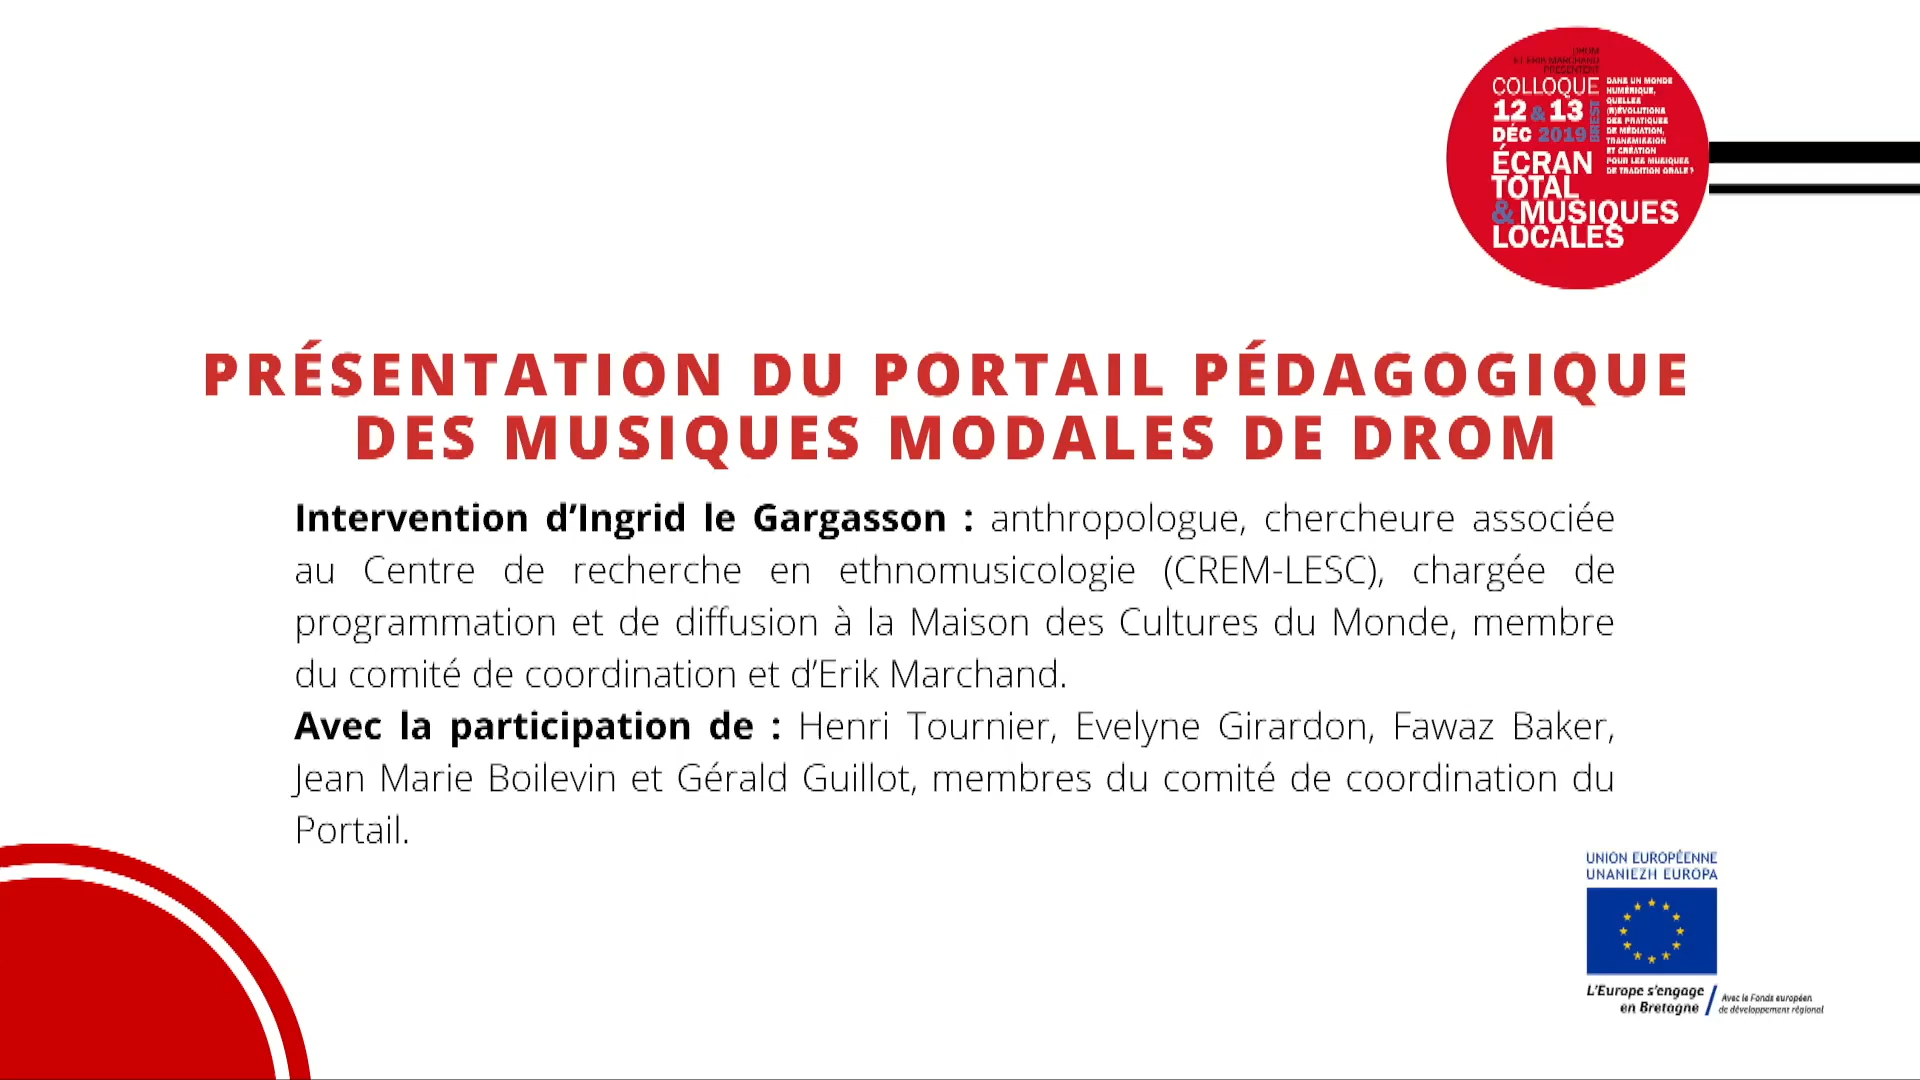 DROM
ET ERIK MARCHAND
PRÉSENTENT
COLLOQUE
12 & 13
DÉC 2019
BREST
ÉCRAN
TOTAL
& MUSIQUES
LOCALES
DANS UN MONDE
NUMÉRIQUE,
QUELLES
(R)ÉVOLUTIONS
DES PRATIQUES
DE MÉDIATION,
TRANSMISSION
ET CRÉATION
POUR LES MUSIQUES
DE TRADITION ORALE ?
PRÉSENTATION DU PORTAIL PÉDAGOGIQUE
DES MUSIQUES MODALES DE DROM
Intervention d’Ingrid le Gargasson : anthropologue, chercheure associée
au Centre de recherche en ethnomusicologie (CREM-LESC), chargée de
programmation et de diffusion à la Maison des Cultures du Monde, membre
du comité de coordination et d’Erik Marchand.
Avec la participation de : Henri Tournier, Evelyne Girardon, Fawaz Baker,
Jean Marie Boilevin et Gérald Guillot, membres du comité de coordination du
Portail.
UNION EUROPÉENNE
UNANIEZH EUROPA
L’Europe s’engage
en Bretagne
Avec le Fonds européen
de développement régional